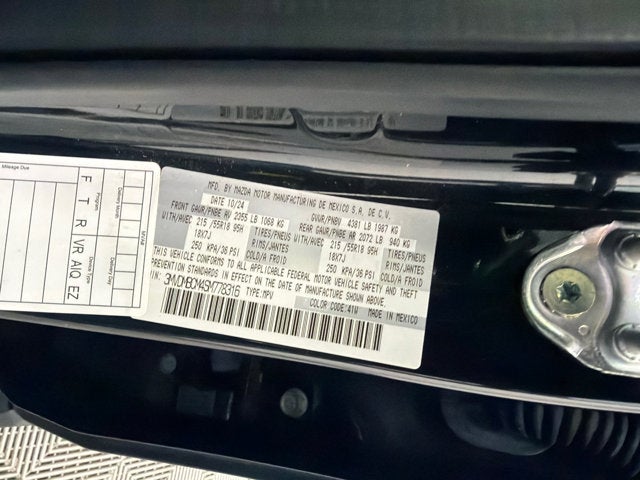 MFD. BY MAZDA MOTOR MANUFACTURING DE MEXICO S.A. DE C.V.
DATE 10/24
GVWR/PNBV 4381 LB 1987 KG
FRONT GAWR/PNBE AV 2355 LB 1068 KG
REAR GAWR/PNBE AR 2072 LB 940 KG
WITH/AVEC 215/55R18 95H TIRES/PNEUS
WITH/AVEC 215/55R18 95H TIRES/PNEUS
18X7J RIMS/JANTES
18X7J RIMS/JANTES
250 KPA/36 PSI COLD/A FROID
250 KPA/36 PSI COLD/A FROID
THIS VEHICLE CONFORMS TO ALL APPLICABLE FEDERAL MOTOR VEHICLE SAFETY AND THEFT
PREVENTION STANDARDS IN EFFECT ON THE DATE OF MANUFACTURE SHOWN ABOVE.
TYPE:MPV
COLOR CODE:41W
MADE IN MEXICO
Mileage Due
Program
Device Type
MVA#
F T R VR AIQ EZ